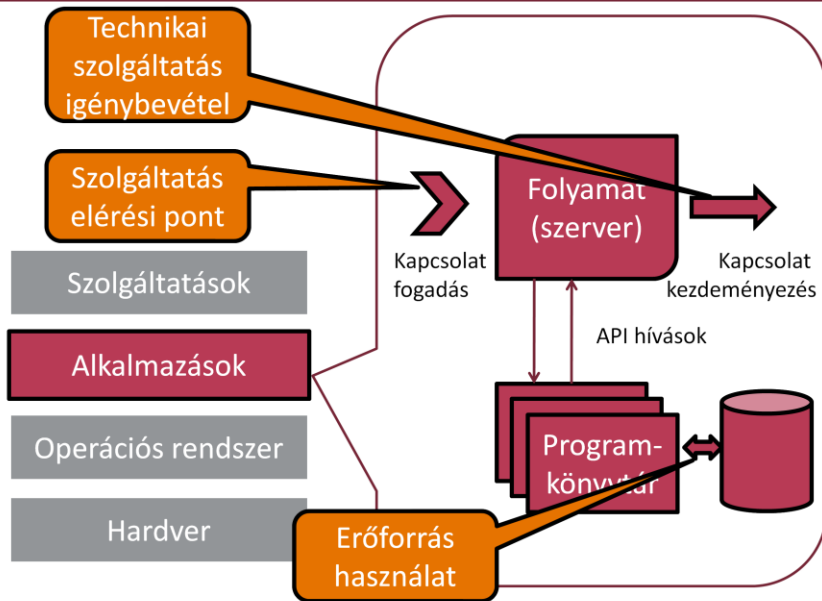 Technikai
szolgáltatás
igénybevétel
Szolgáltatás
elérési pont
Folyamat
(szerver)
Kapcsolat
fogadás
Kapcsolat
kezdeményezés
Szolgáltatások
API hívások
Alkalmazások
Operációs rendszer
Program-
könyvtár
Hardver
Erőforrás
használat